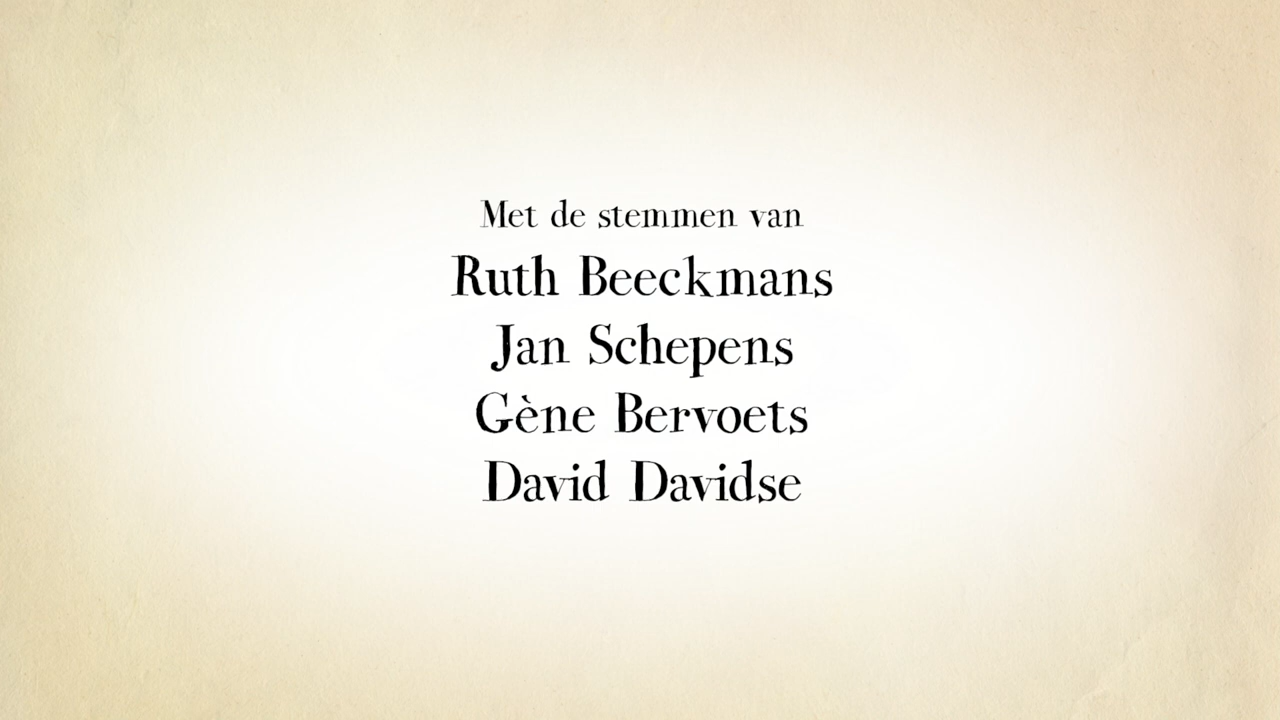 Met de stemmen van
Ruth Beeckmans
Jan Schepens
Gène Bervoets
David Davidse